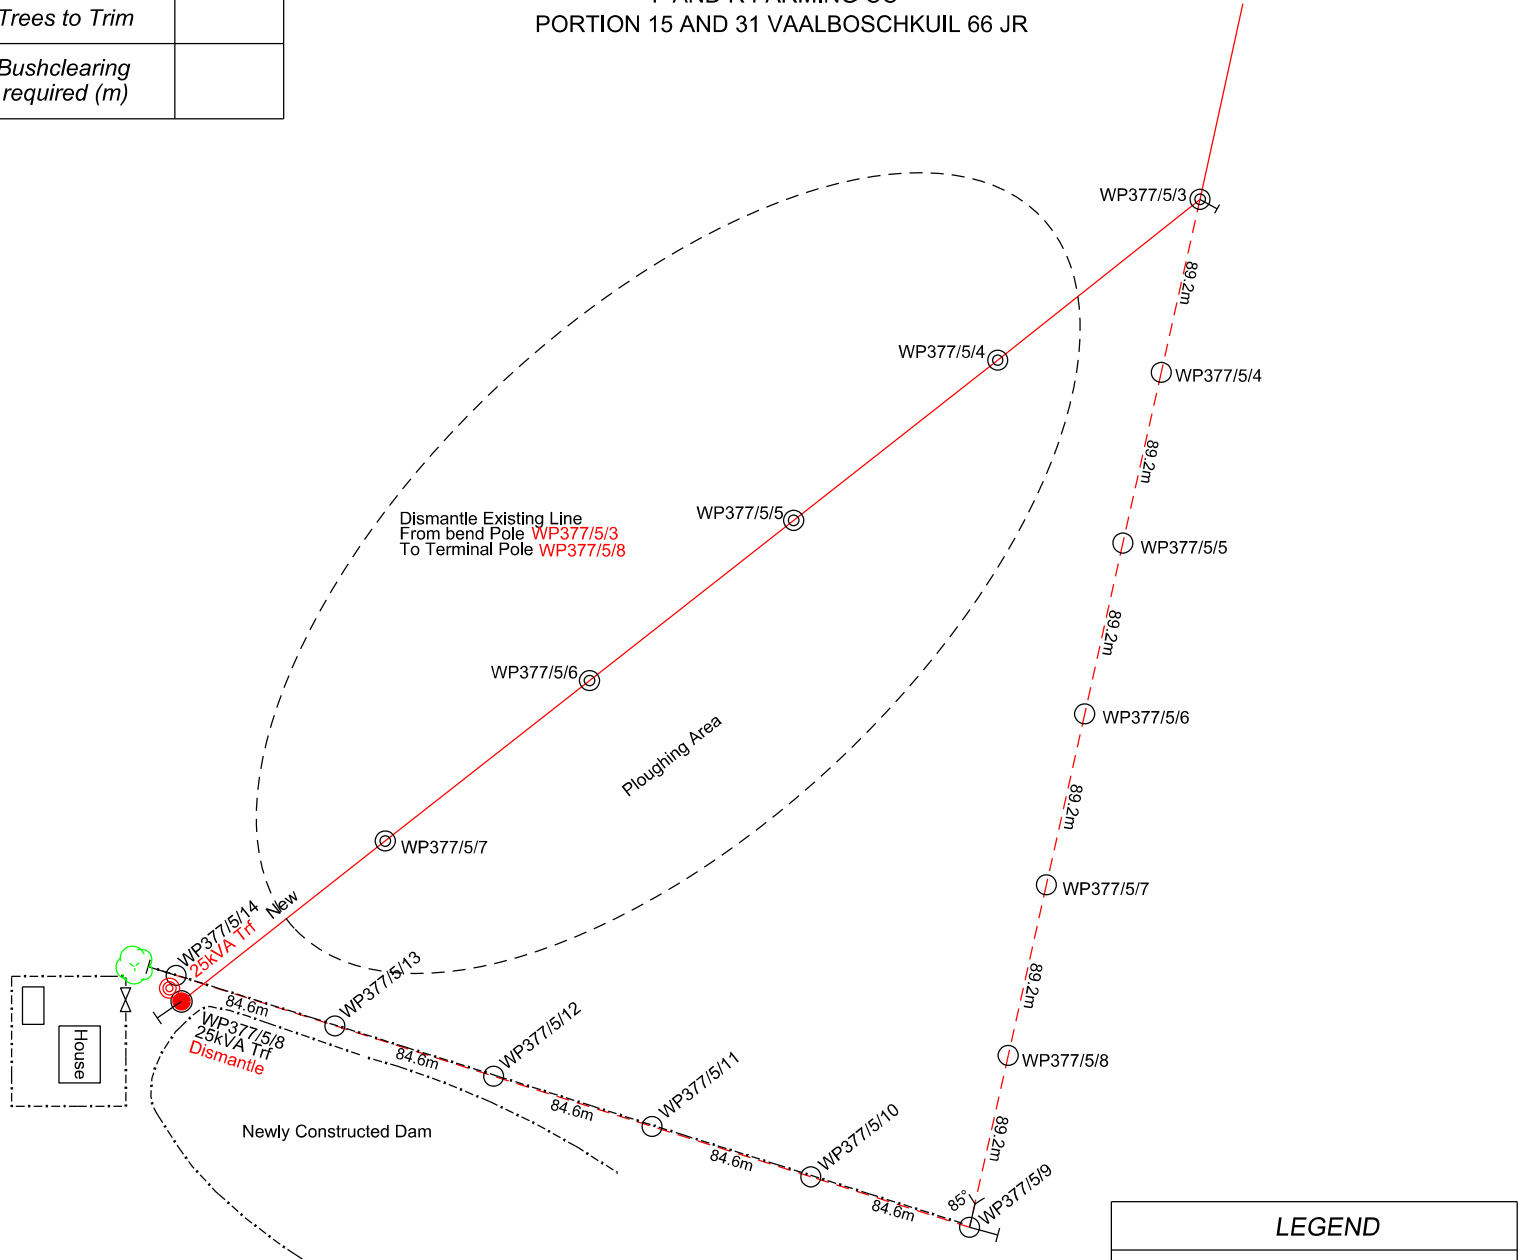 Trees to Trim
Bushclearing
required (m)
PORTION 15 AND 31 VAALBOSCHKUIL 66 JR
WP377/5/3
89.2m
WP377/5/4
WP377/5/4
89.2m
Dismantle Existing Line
From bend Pole WP377/5/3
To Terminal Pole WP377/5/8
WP377/5/5
WP377/5/5
89.2m
WP377/5/6
WP377/5/6
Ploughing Area
89.2m
WP377/5/7
WP377/5/7
New
WP377/5/14
25kVA Trf
89.2m
WP377/5/13
84.6m
WP377/5/8
25kVA Trf
Dismantle
House
WP377/5/12
84.6m
WP377/5/8
WP377/5/11
84.6m
89.2m
Newly Constructed Dam
WP377/5/10
84.6m
WP377/5/9
85°
84.6m
LEGEND